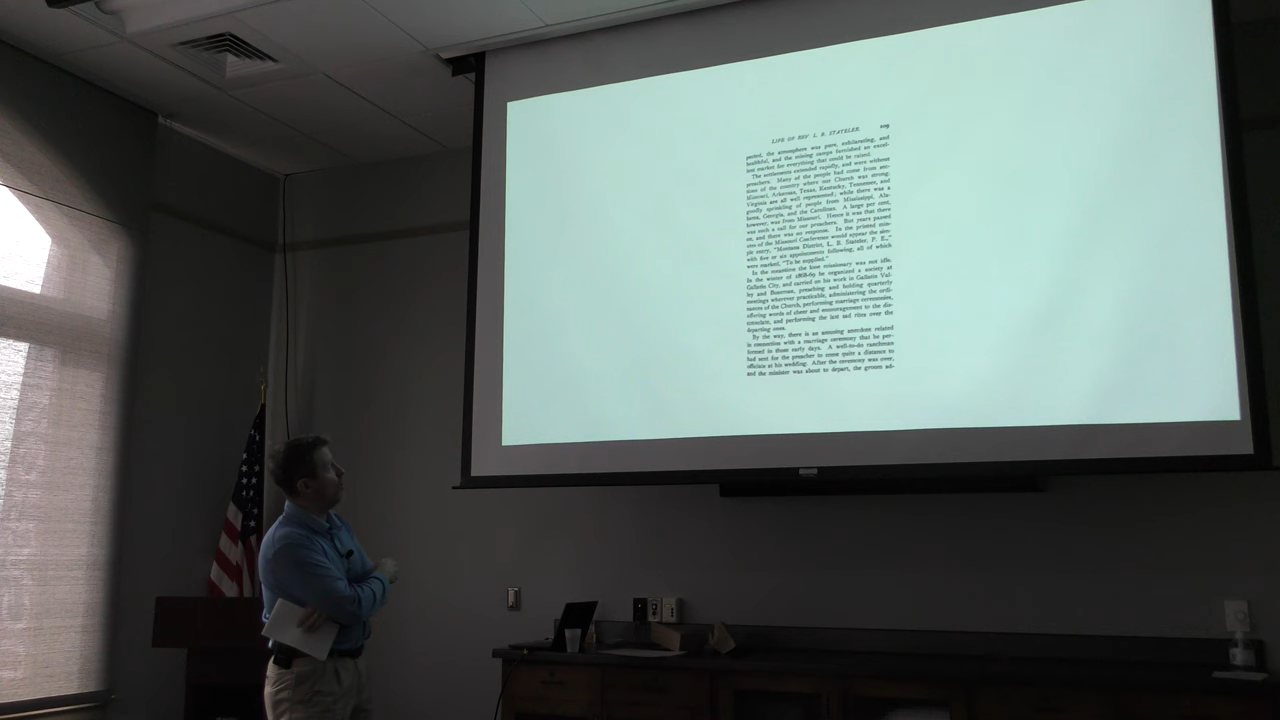 LIFE OF REV. L. B. STATELER. 209
pected, the atmosphere was pure, exhilarating, and
healthful, and the mining camps furnished an excel-
lent market for everything that could be raised.
The settlements extended rapidly, and were without
preachers. Many of the people had come from sec-
tions of the country where our Church was strong.
Missouri, Arkansas, Texas, Kentucky, Tennessee, and
Virginia are all well represented; while there was a
goodly sprinkling of people from Mississippi, Ala-
bama, Georgia, and the Carolinas. A large per cent,
however, was from Missouri. Hence it was that there
was such a call for our preachers. But years passed
on, and there was no response. In the printed min-
utes of the Missouri Conference would appear the sim-
ple story, "Montana District, L. B. Stateler, P. E.,"
with five or six appointments following, all of which
were marked, "To be supplied."
In the meantime the lone missionary was not idle.
In the winter of 1868-69 he organized a society at
Gallatin City, and carried on his work in Gallatin Val-
ley and Bozeman, preaching and holding quarterly
meetings wherever practicable, administering the ordi-
nances of the Church, performing marriage ceremonies,
offering words of cheer and encouragement to the dis-
consolate, and performing the last sad rites over the
departing ones.
By the way, there is an amusing anecdote related
in connection with a marriage ceremony that he per-
formed in those early days. A well-to-do ranchman
had sent for the preacher to come quite a distance to
officiate at his wedding. After the ceremony was over,
and the minister was about to depart, the groom ad-